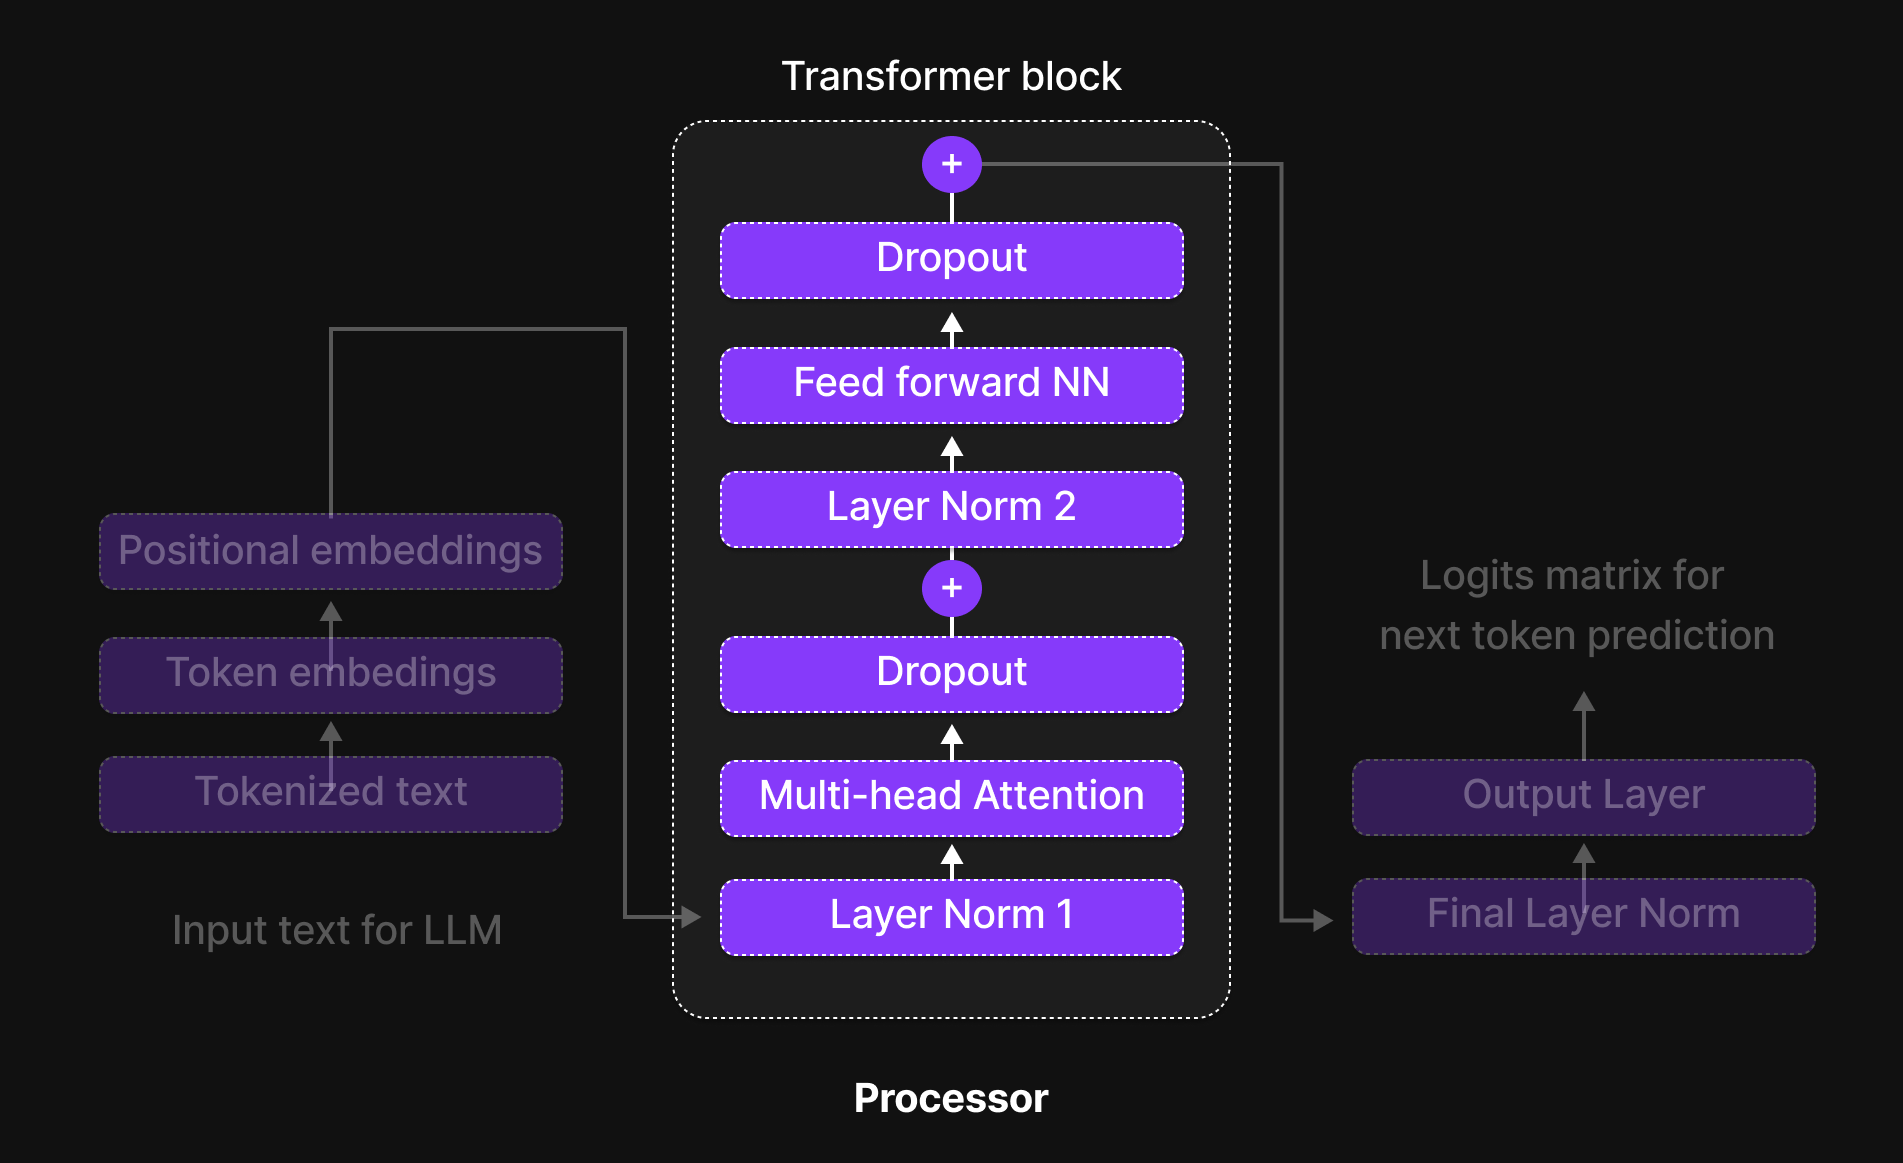 Transformer block
+
Dropout
Feed forward NN
Layer Norm 2
+
Dropout
Multi-head Attention
Layer Norm 1
Processor
Positional embeddings
Token embedings
Tokenized text
Input text for LLM
Logits matrix for
next token prediction
Output Layer
Final Layer Norm